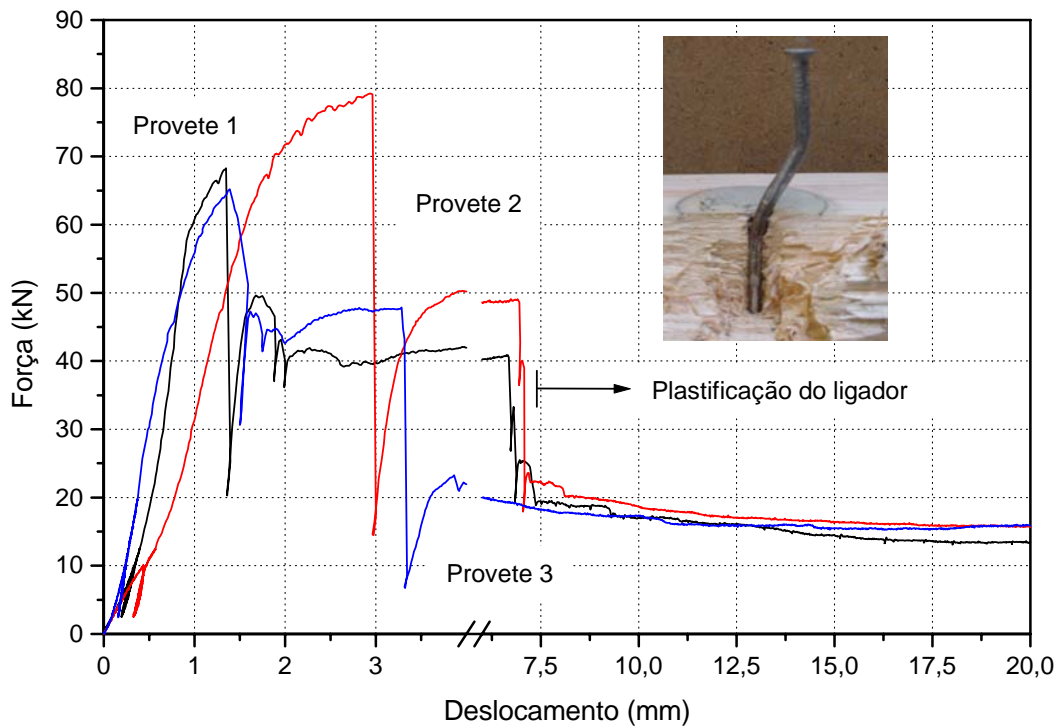 90
80
70
60
50
40
30
20
10
0
Força (kN)
Provete 1
Provete 2
Plastificação do ligador
Provete 3
0 1 2 3 7,5 10,0 12,5 15,0 17,5 20,0
Deslocamento (mm)